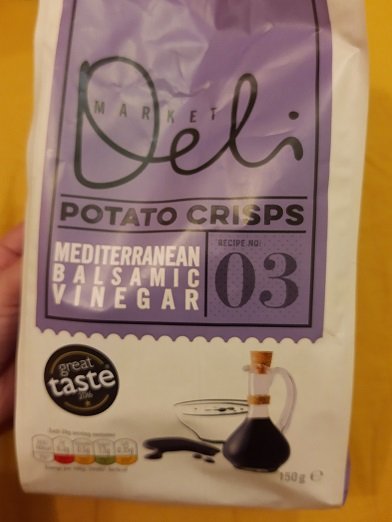 MARKET
Deli
POTATO CRISPS
MEDITERRANEAN
BALSAMIC
VINEGAR
RECIPE NO:
03
great
taste
150g e